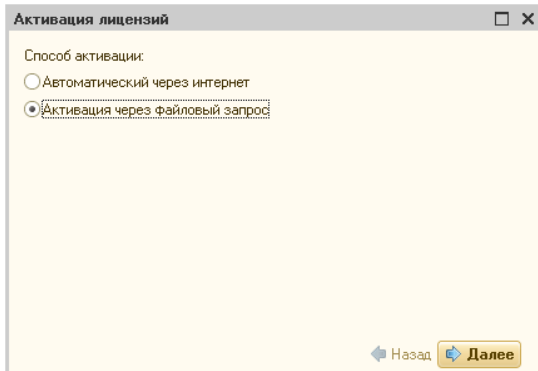 Активация лицензий
Способ активации:
Автоматический через интернет
Активация через файловый запрос
Назад Далее